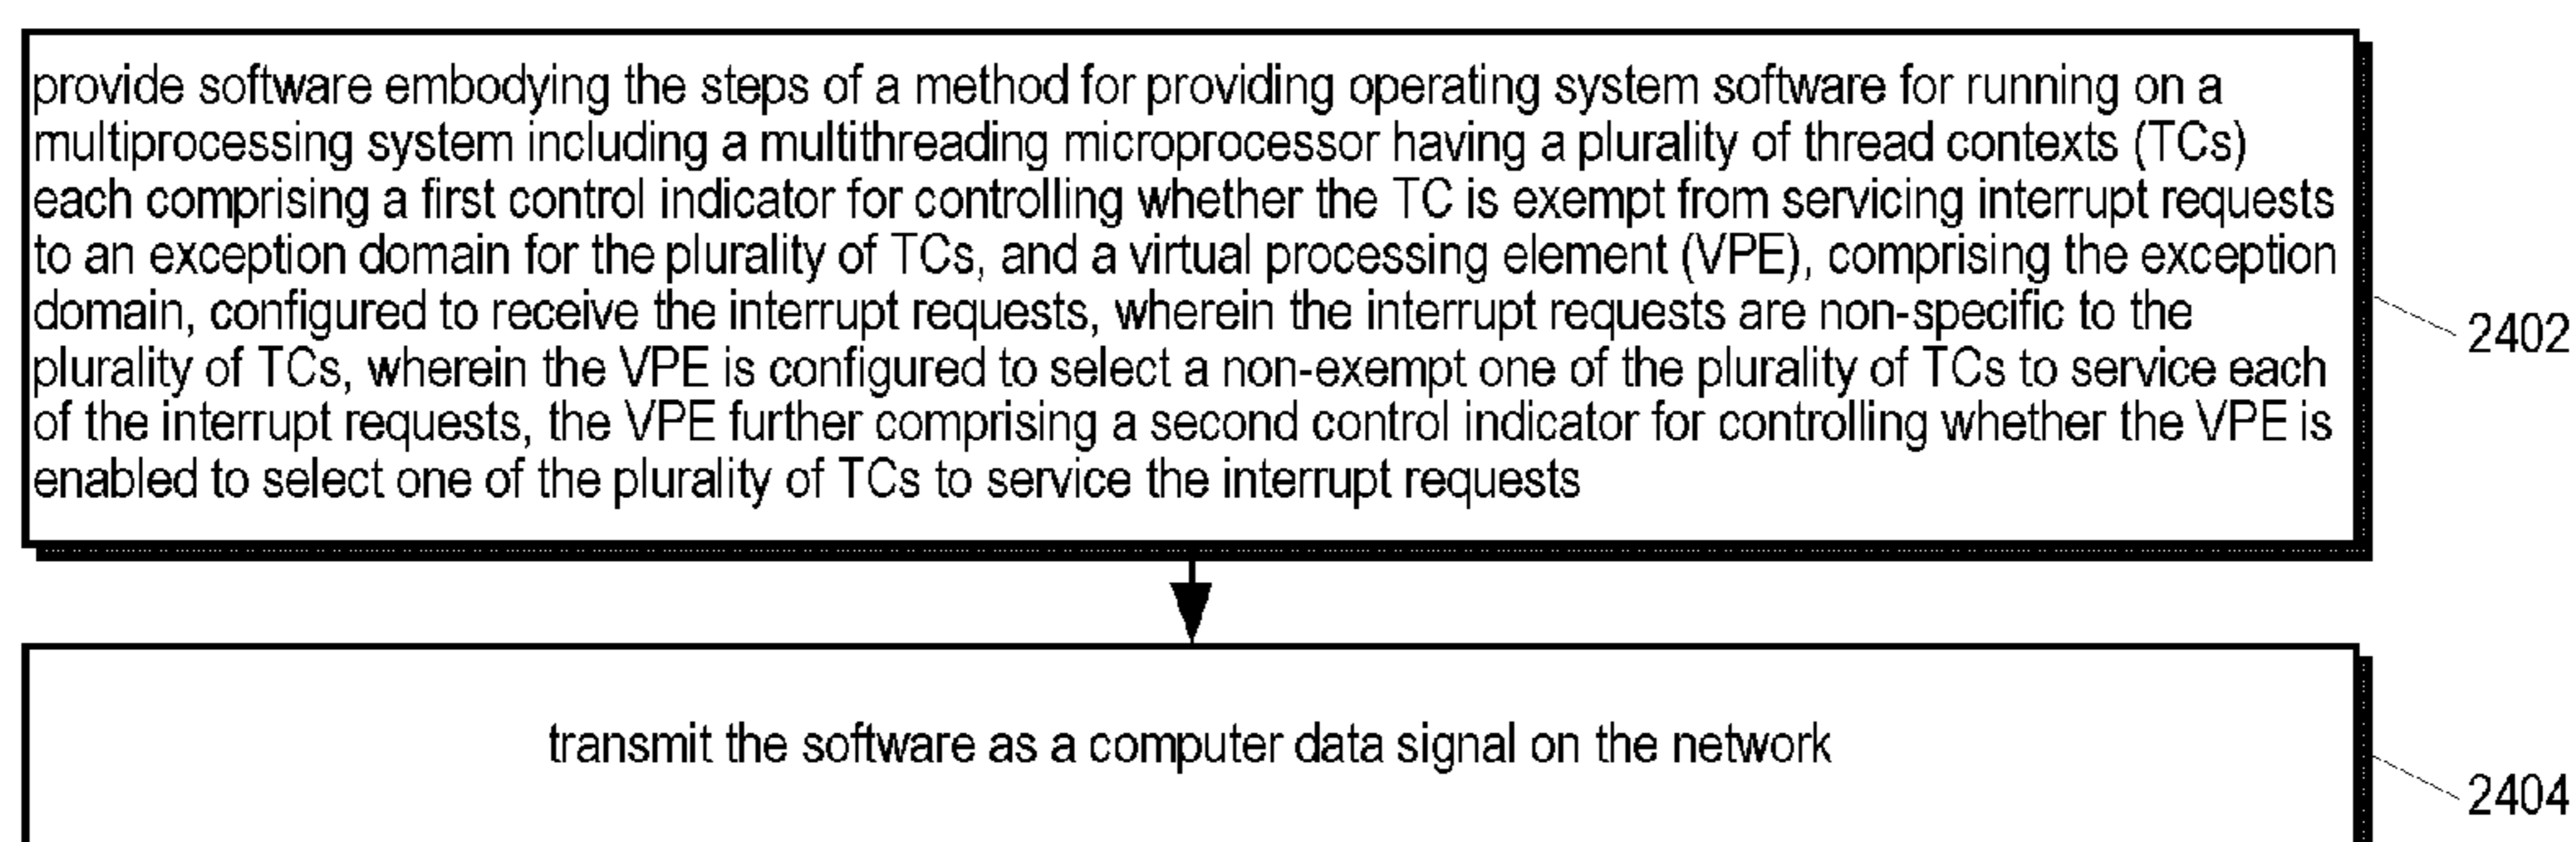 provide software embodying the steps of a method for providing operating system software for running on a
multiprocessing system including a multithreading microprocessor having a plurality of thread contexts (TCs)
each comprising a first control indicator for controlling whether the TC is exempt from servicing interrupt requests
to an exception domain for the plurality of TCs, and a virtual processing element (VPE), comprising the exception
domain, configured to receive the interrupt requests, wherein the interrupt requests are non-specific to the
plurality of TCs, wherein the VPE is configured to select a non-exempt one of the plurality of TCs to service each
of the interrupt requests, the VPE further comprising a second control indicator for controlling whether the VPE is
enabled to select one of the plurality of TCs to service the interrupt requests
2402
transmit the software as a computer data signal on the network
2404